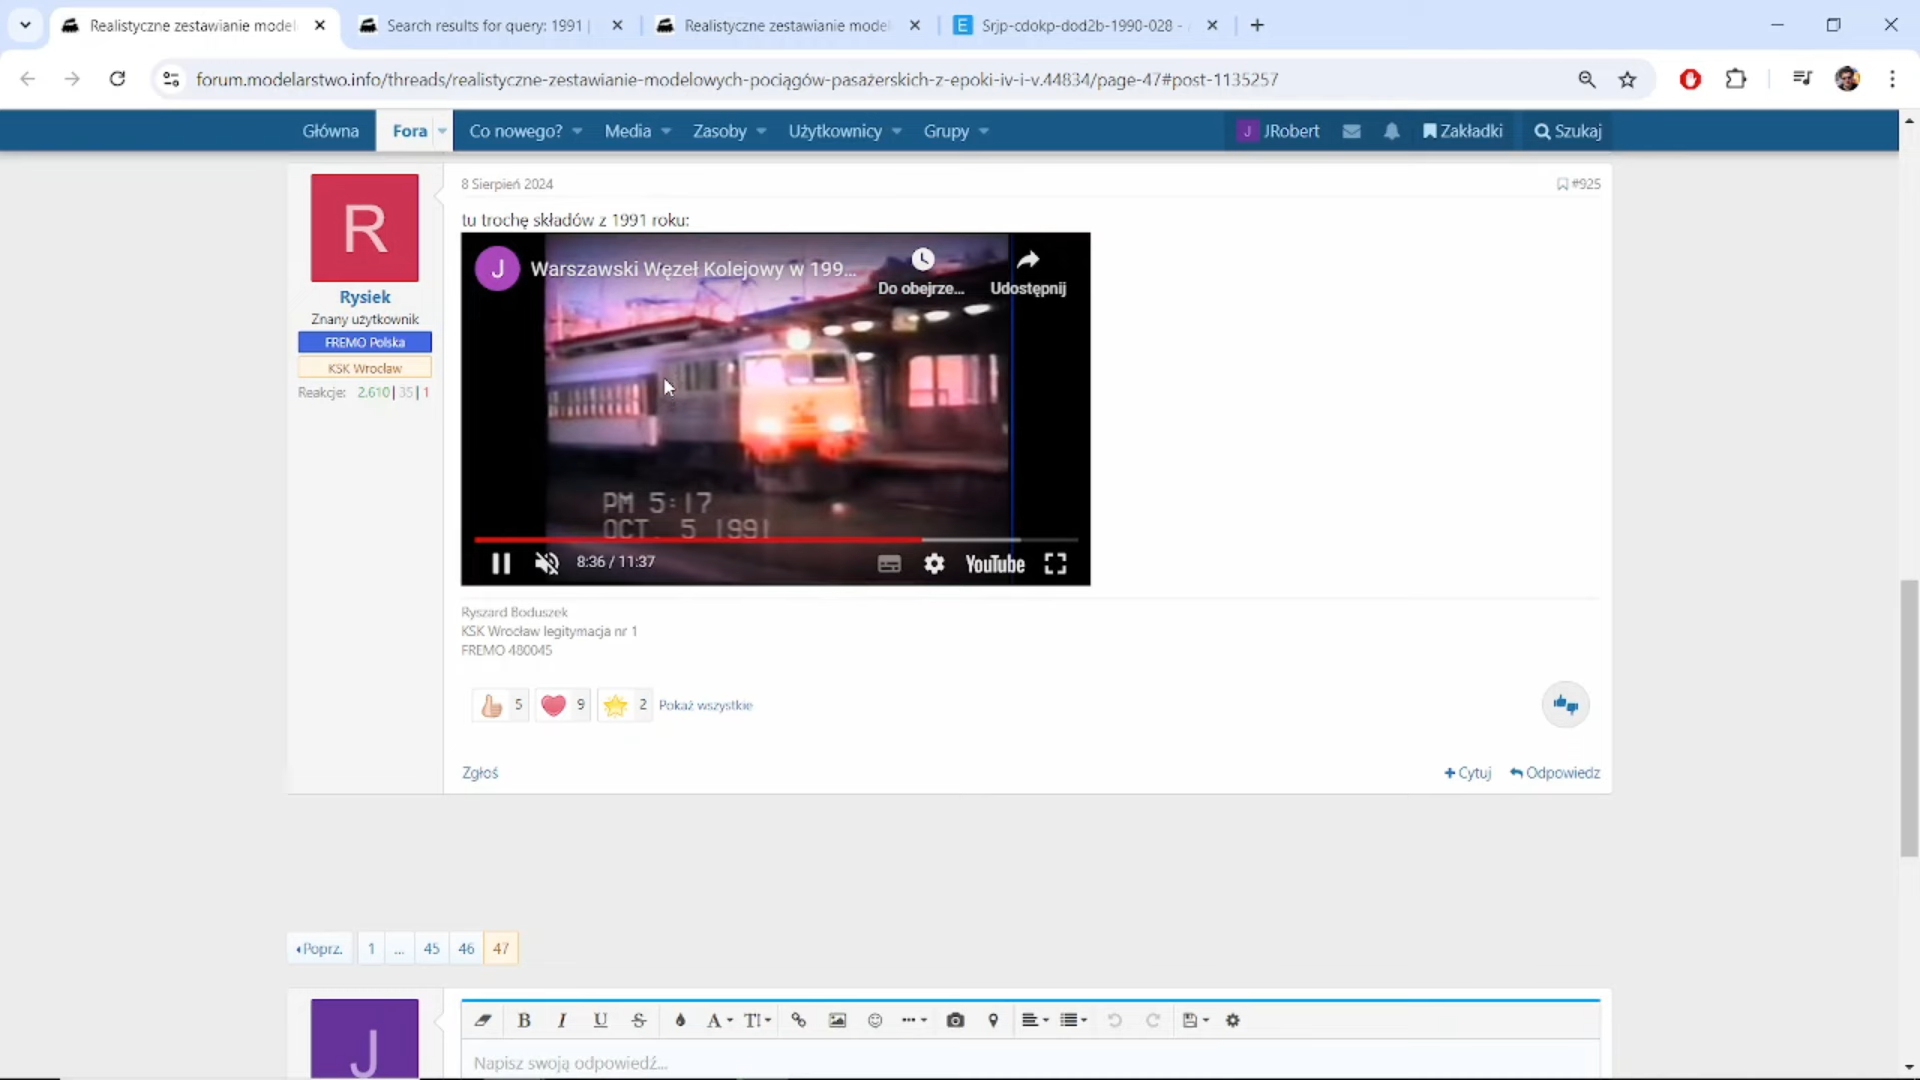 Realistyczne zestawianie model
Search results for query: 1991 |
Realistyczne zestawianie mode
Srjp-cdokp-dod2b-1990-028 -
forum.modelarstwo.info/threads/realistyczne-zestawianie-modelowych-pociągów-pasażerskich-z-epoki-iv-i-v.44834/page-47#post-1135257
Główna
Fora
Co nowego?
Media
Zasoby
Użytkownicy
Grupy
J JRobert
Zakładki
Szukaj
R
Rysiek
Znany użytkownik
FREMO Polska
KSK Wrocław
Reakcje: 2.610| 35| 1
8 Sierpień 2024
#925
tu trochę składów z 1991 roku:
J
Warszawski Węzeł Kolejowy w 199...
Do obejrze...
Udostępnij
PM 5:17
OCT. 5 1991
8:36 / 11:37
YouTube
Ryszard Boduszek
KSK Wrocław legitymacja nr 1
FREMO 480045
5
9
2
Pokaż wszystkie
Zgłoś
+ Cytuj
Odpowiedz
Poprz.
1
...
45
46
47
J
B I U S A TI
Napisz swoją odpowiedź...